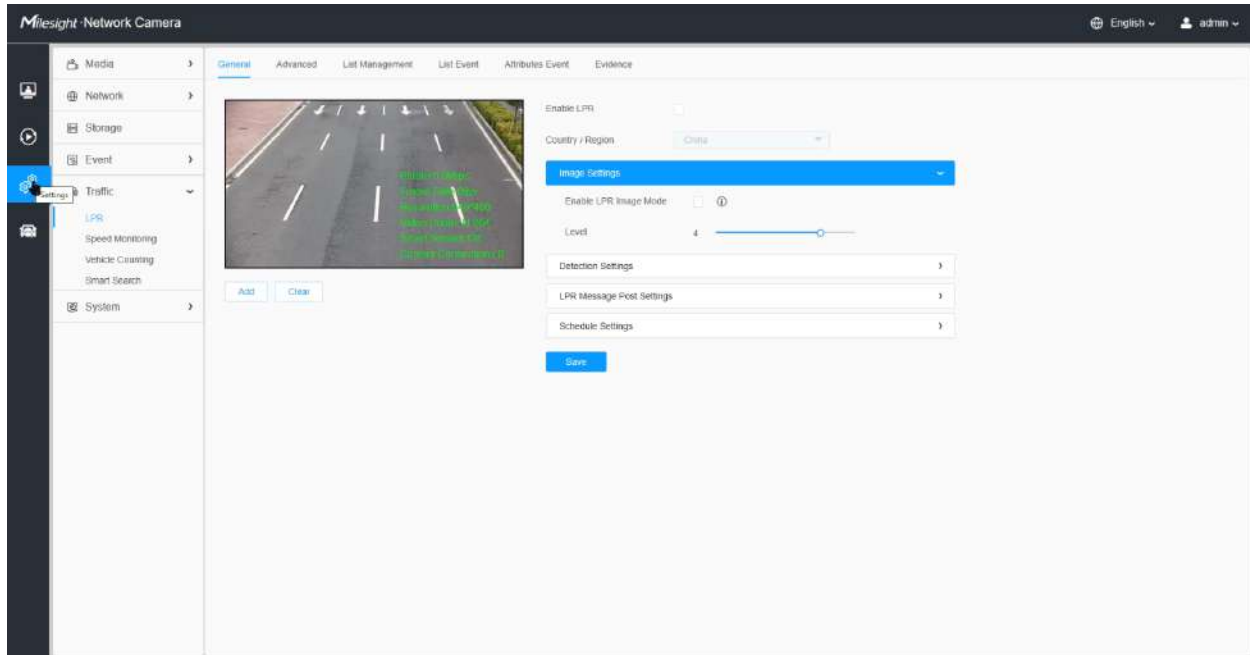 Milesight Network Camera
English
admin
Media
Network
Storage
Event
Settings
Traffic
LPR
Speed Monitoring
Vehicle Counting
Smart Search
System
General Advanced List Management List Event Attributes Event Evidence
Add Clear
Enable LPR
Country / Region China
Image Settings
Enable LPR Image Mode
Level 4
Detection Settings
LPR Message Post Settings
Schedule Settings
Save